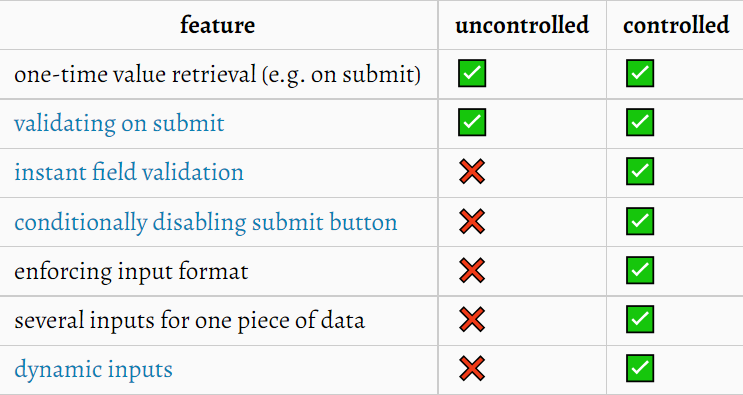 feature uncontrolled controlled
one-time value retrieval (e.g. on submit) ✅ ✅
validating on submit ✅ ✅
instant field validation ❌ ✅
conditionally disabling submit button ❌ ✅
enforcing input format ❌ ✅
several inputs for one piece of data ❌ ✅
dynamic inputs ❌ ✅